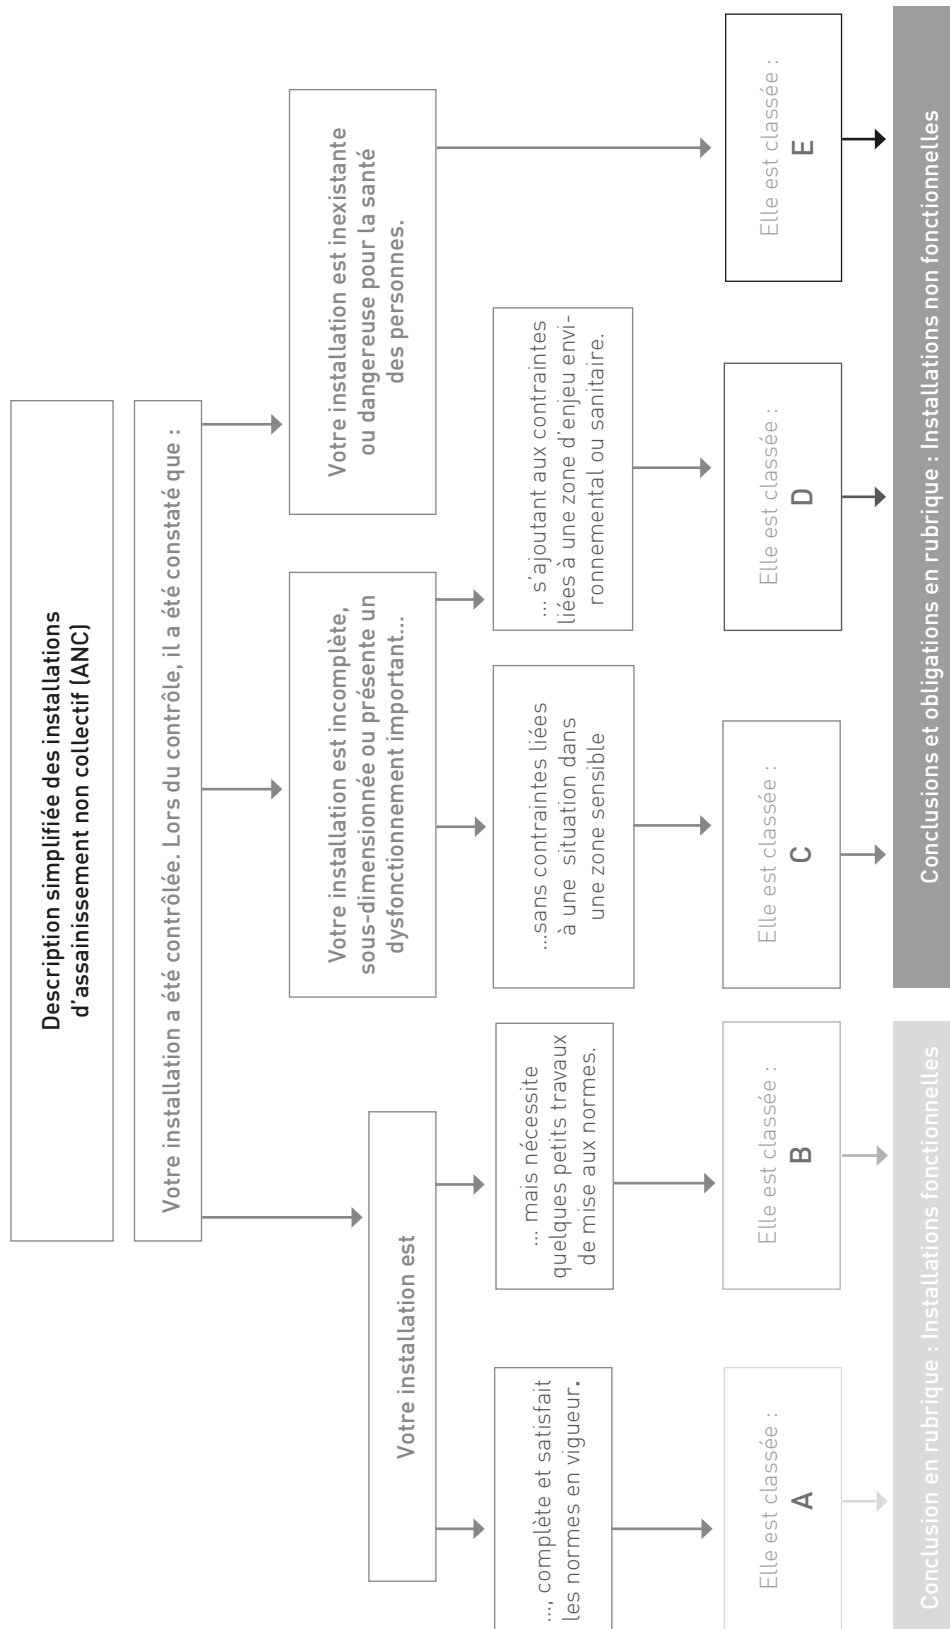 Description simplifiée des installations
d'assainissement non collectif (ANC)
Votre installation a été contrôlée. Lors du contrôle, il a été constaté que :
Votre installation est
..., complète et satisfait
les normes en vigueur.
Elle est classée :
A
... mais nécessite
quelques petits travaux
de mise aux normes.
Elle est classée :
B
Conclusion en rubrique : Installations fonctionnelles
Votre installation est incomplète,
sous-dimensionnée ou présente un
dysfonctionnement important...
...sans contraintes liées
à une situation dans
une zone sensible
Elle est classée :
C
... s'ajoutant aux contraintes
liées à une zone d'enjeu envi-
ronnemental ou sanitaire.
Elle est classée :
D
Votre installation est inexistante
ou dangereuse pour la santé
des personnes.
Elle est classée :
E
Conclusions et obligations en rubrique : Installations non fonctionnelles